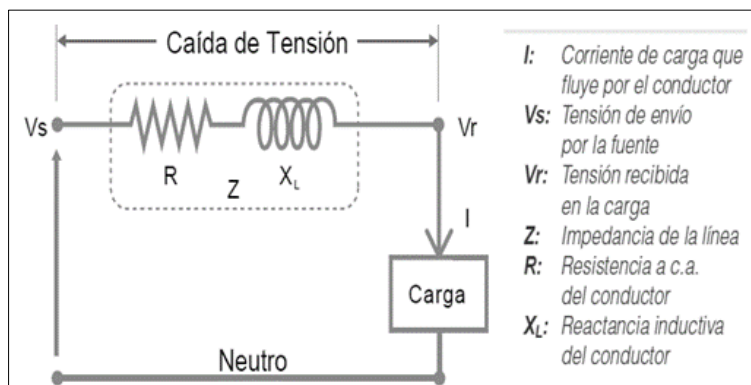 Caída de Tensión
Vs
Vr
R
Z
X_L
I
Carga
Neutro
I: Corriente de carga que
fluye por el conductor
Vs: Tensión de envío
por la fuente
Vr: Tensión recibida
en la carga
Z: Impedancia de la línea
R: Resistencia a c.a.
del conductor
X_L: Reactancia inductiva
del conductor